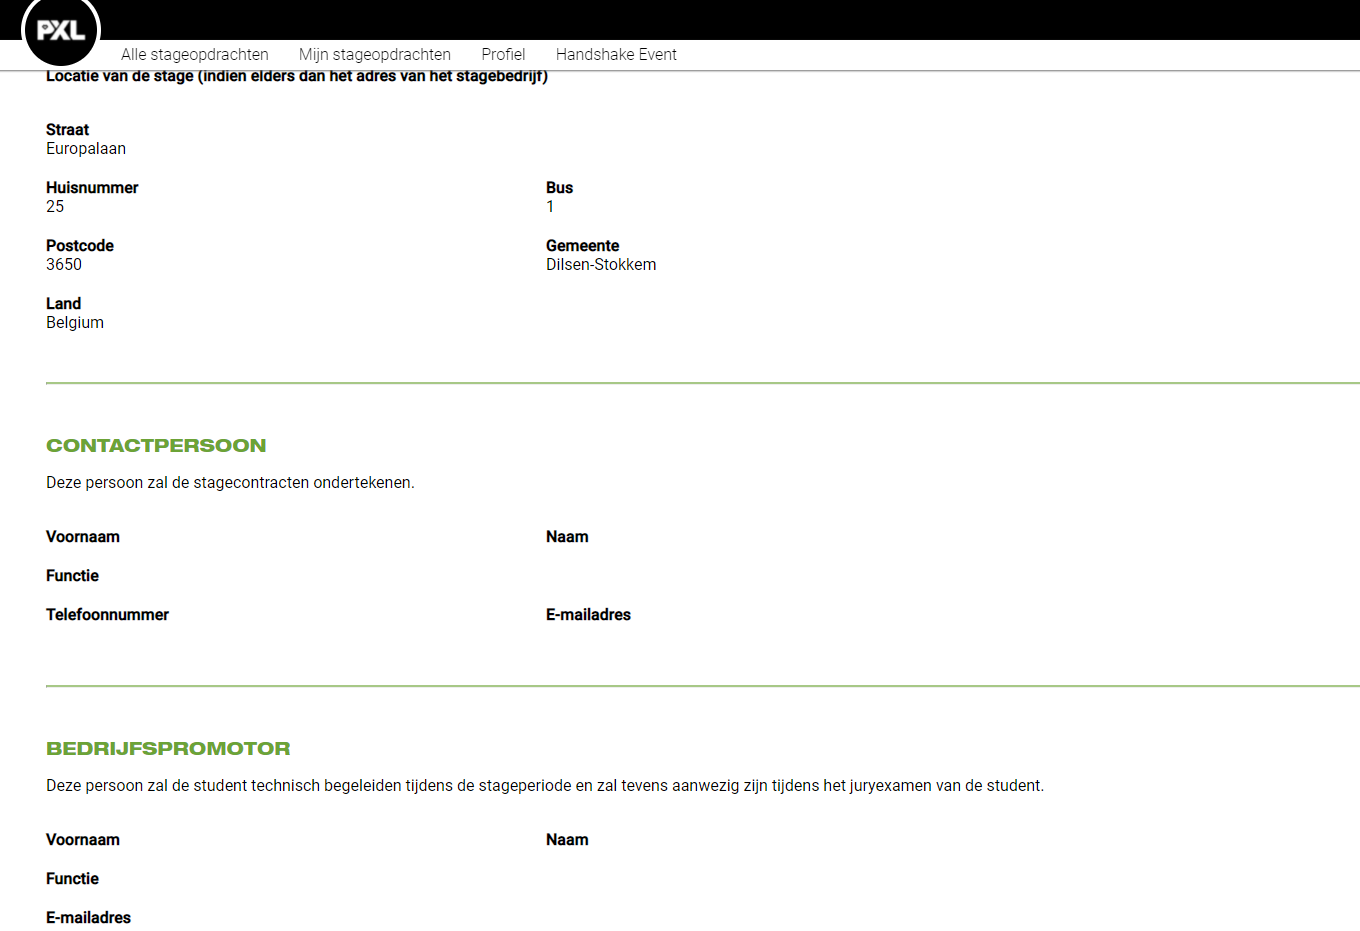 PXL
Alle stageopdrachten Mijn stageopdrachten Profiel Handshake Event
Locatie van de stage (indien elders dan het adres van het stagebedrijf)
Straat
Europalaan
Huisnummer Bus
25 1
Postcode Gemeente
3650 Dilsen-Stokkem
Land
Belgium
CONTACTPERSOON
Deze persoon zal de stagecontracten ondertekenen.
Voornaam Naam
Functie
Telefoonnummer E-mailadres
BEDRIJFSPROMOTOR
Deze persoon zal de student technisch begeleiden tijdens de stageperiode en zal tevens aanwezig zijn tijdens het juryexamen van de student.
Voornaam Naam
Functie
E-mailadres